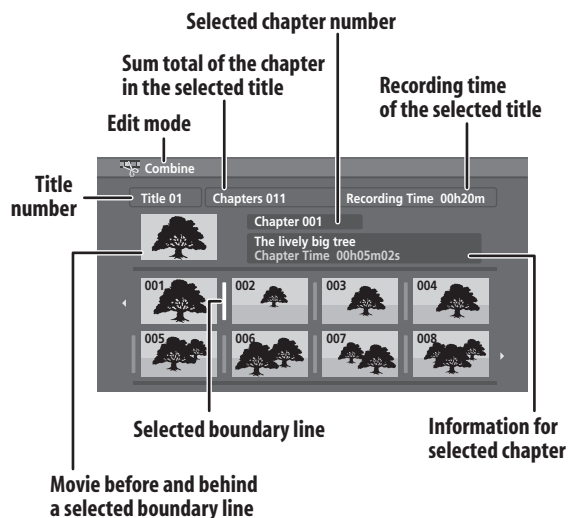 Selected chapter number
Sum total of the chapter
in the selected title
Recording time
of the selected title
Edit mode
Combine
Title
number
Title 01
Chapters 011
Recording Time 00h20m
Chapter 001
The lively big tree
Chapter Time 00h05m02s
001
002
003
004
005
006
007
008
Selected boundary line
Information for
selected chapter
Movie before and behind
a selected boundary line